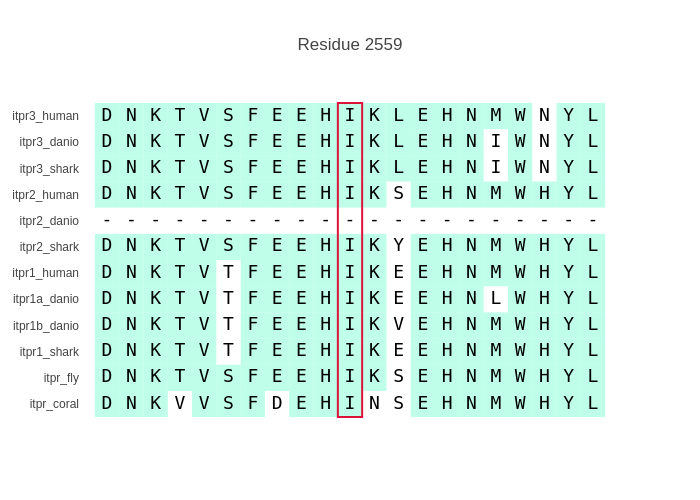 Residue 2559
itpr3_human D N K T V S F E E H I K L E H N M W N Y L
itpr3_danio D N K T V S F E E H I K L E H N I W N Y L
itpr3_shark D N K T V S F E E H I K L E H N I W N Y L
itpr2_human D N K T V S F E E H I K S E H N M W H Y L
itpr2_danio - - - - - - - - - - - - - - - - - - - - -
itpr2_shark D N K T V S F E E H I K Y E H N M W H Y L
itpr1_human D N K T V T F E E H I K E E H N M W H Y L
itpr1a_danio D N K T V T F E E H I K E E H N L W H Y L
itpr1b_danio D N K T V T F E E H I K V E H N M W H Y L
itpr1_shark D N K T V T F E E H I K E E H N M W H Y L
itpr_fly D N K T V S F E E H I K S E H N M W H Y L
itpr_coral D N K V V S F D E H I N S E H N M W H Y L